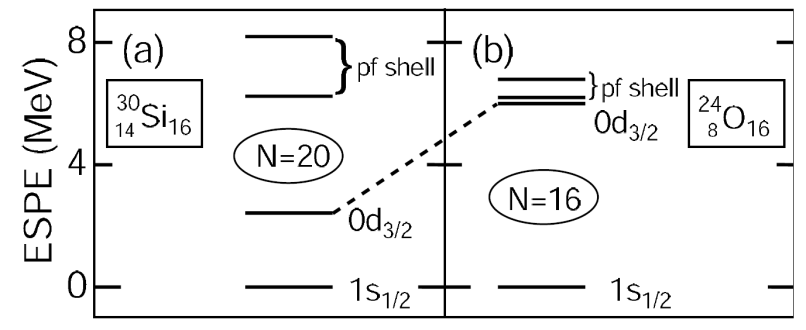 ESPE (MeV)
8
4
0
(a)
30
14Si16
pf shell
N=20
0d3/2
1s1/2
(b)
pf shell
0d3/2
24
8O16
N=16
1s1/2